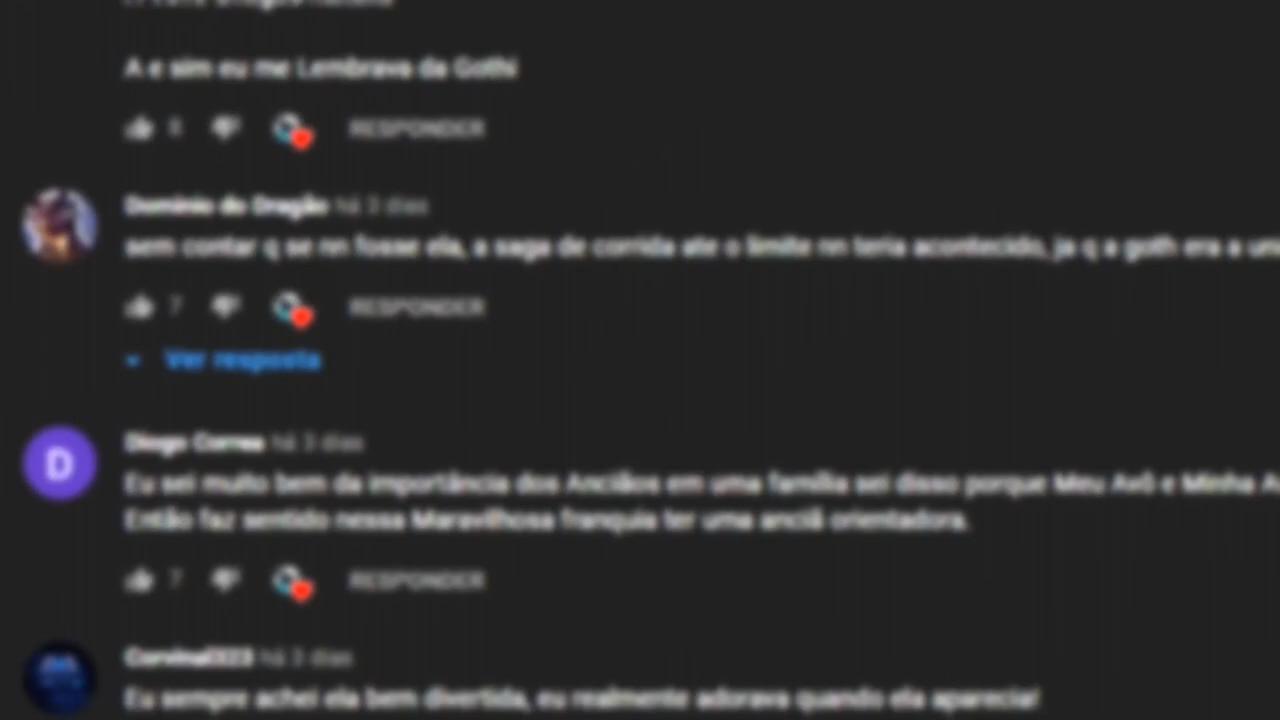 A e sim eu me Lembrava da Gothi
8 RESPONDER
Domínio do Dragão há 3 dias
sem contar q se nn fosse ela, a saga de corrida ate o limite nn teria acontecido, ja q a goth era a
7 RESPONDER
Ver resposta
D
Diogo Correa há 3 dias
Eu sei muito bem da importância dos Anciãos em uma família sei disso porque Meu Avô e Minha
Então faz sentido nessa Maravilhosa franquia ter uma anciã orientadora.
7 RESPONDER
há 3 dias
Eu sempre achei ela bem divertida, eu realmente adorava quando ela aparecia!